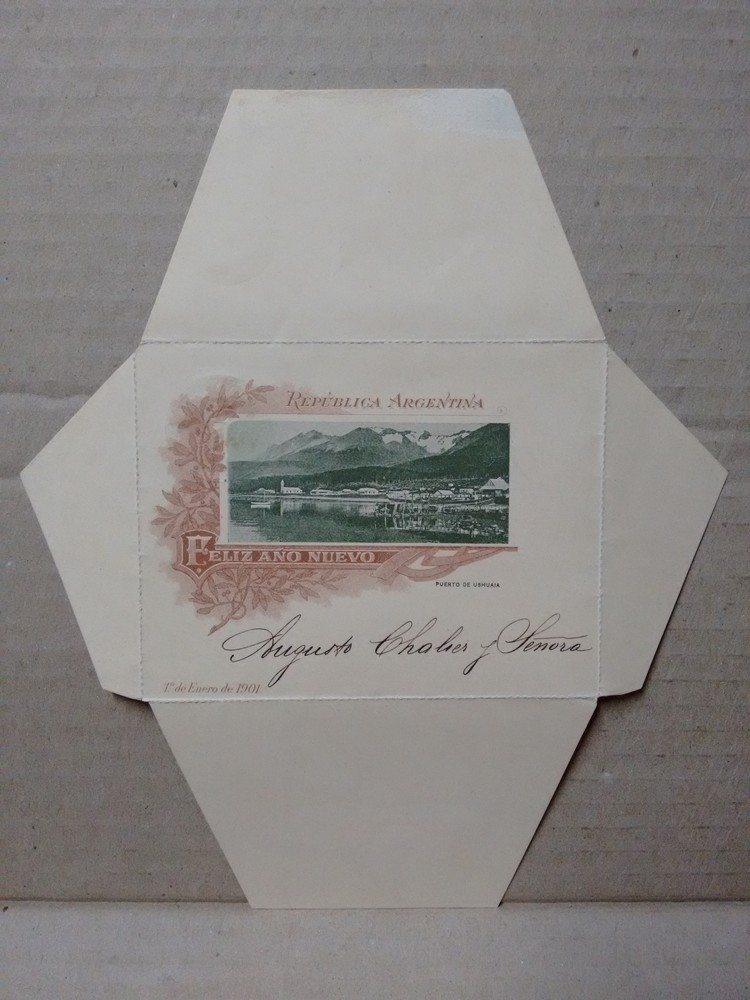 REPÚBLICA ARGENTINA
FELIZ AÑO NUEVO
PUERTO DE USHUAIA
Augusto Chalier y Señora
1º de Enero de 1901